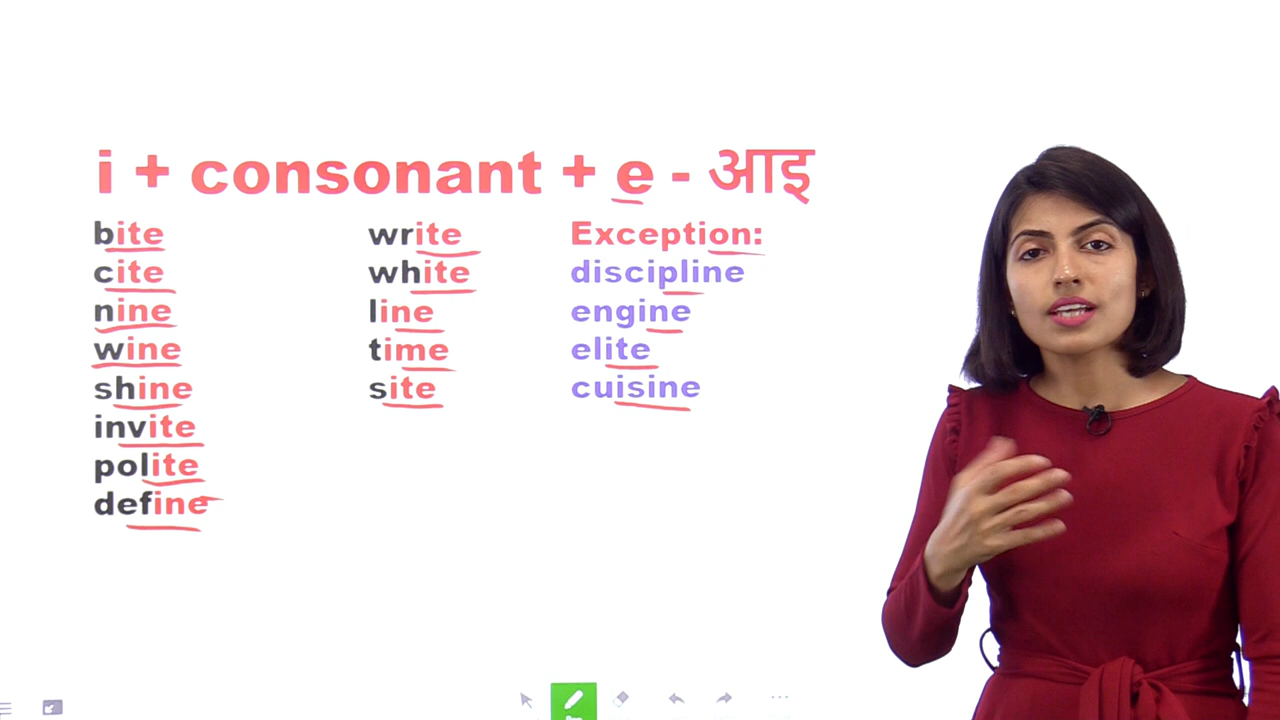 i + consonant + e - आइ
bite
cite
nine
wine
shine
invite
polite
define
write
white
line
time
site
Exception:
discipline
engine
elite
cuisine